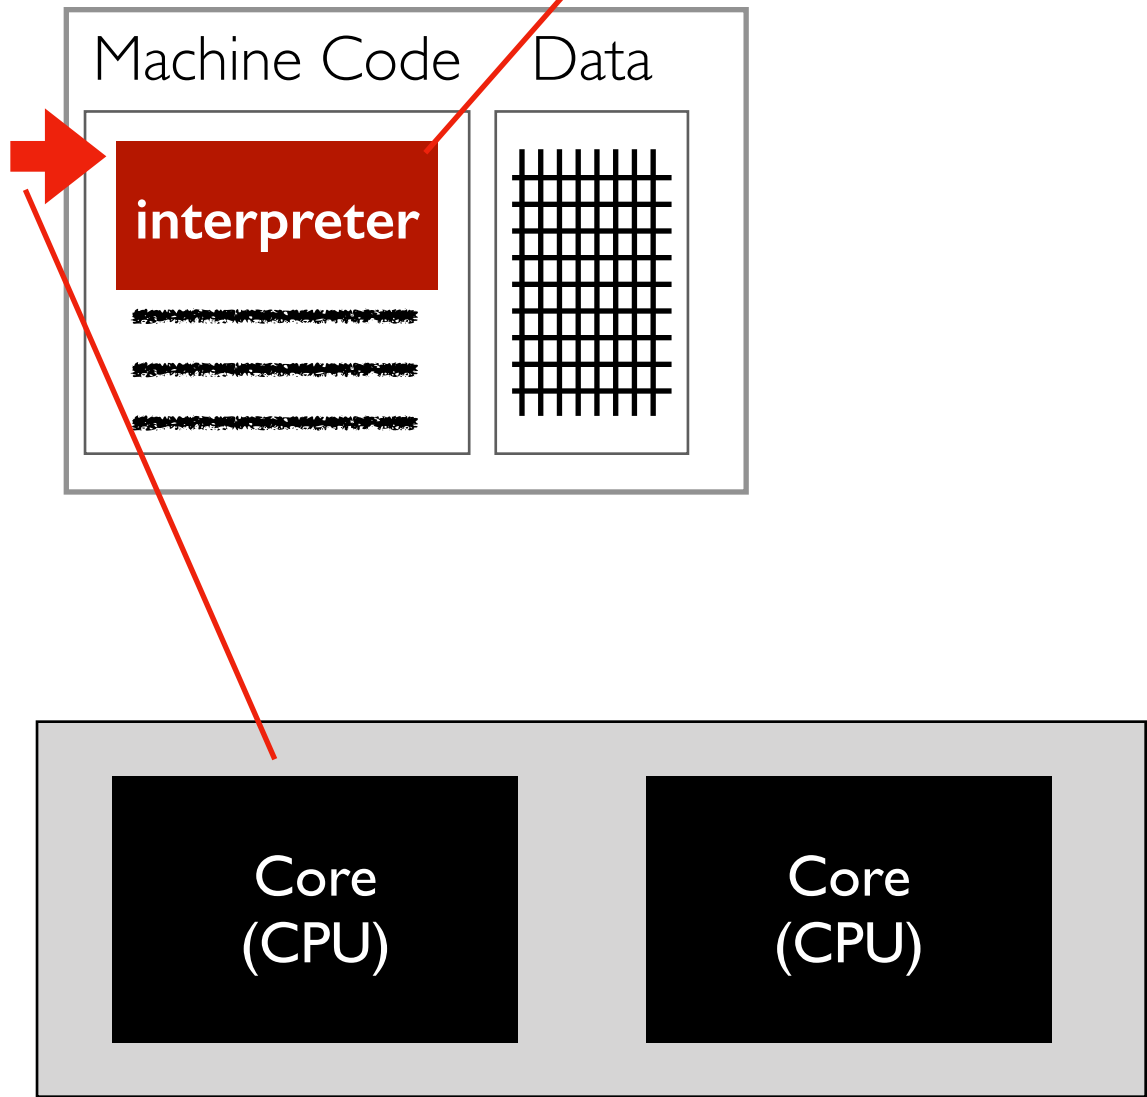 Machine Code Data
interpreter
Core
(CPU)
Core
(CPU)